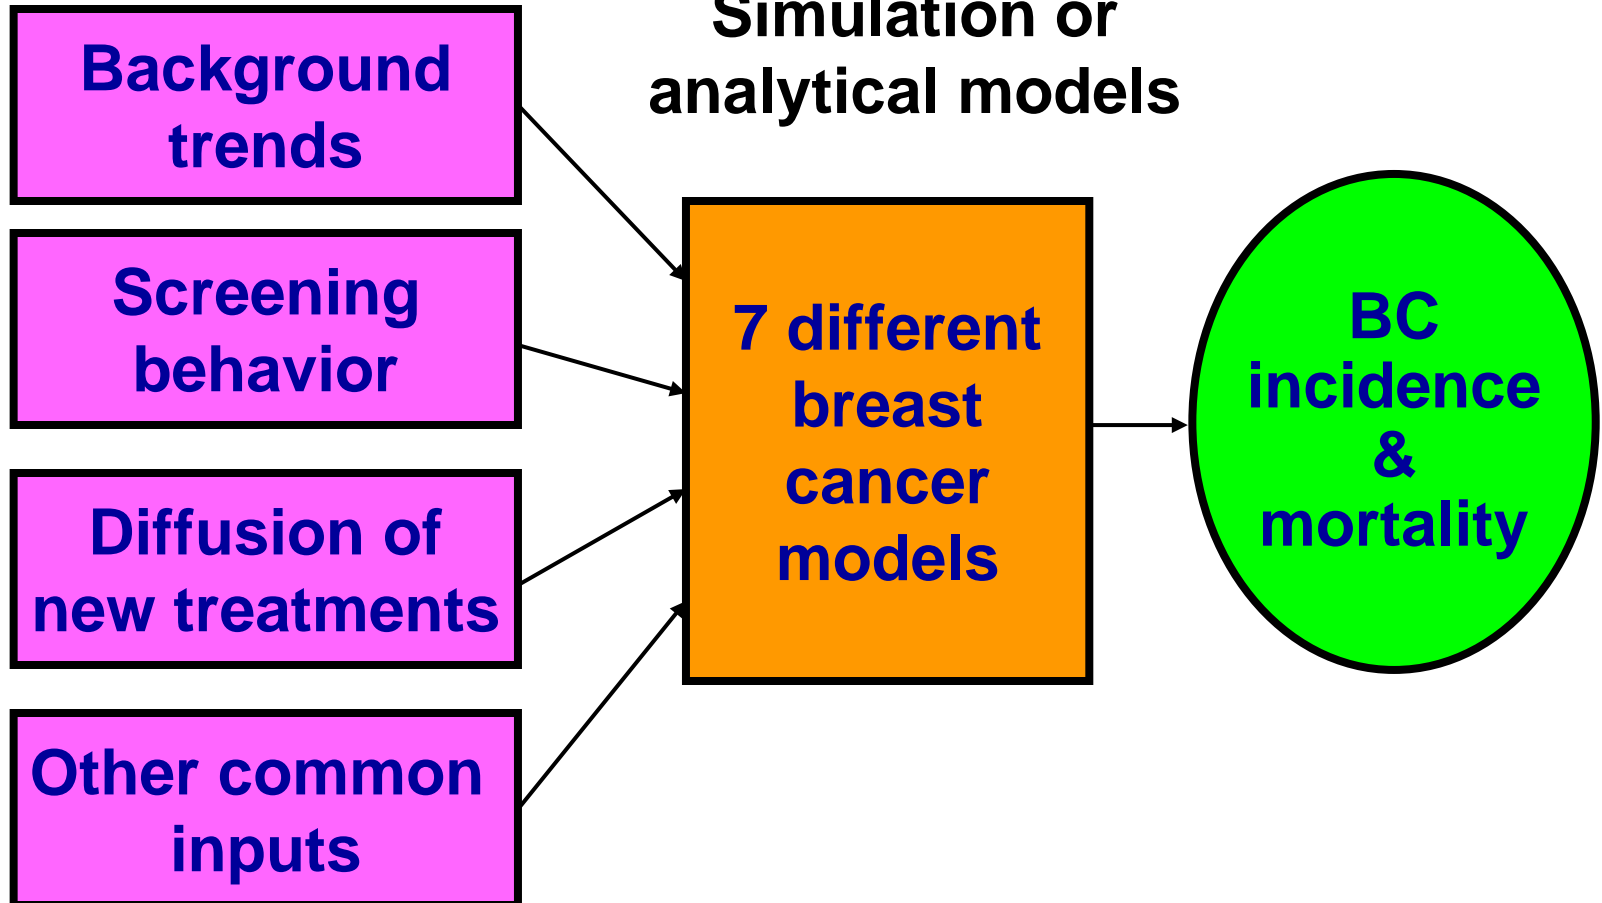 Simulation or
analytical models
Background
trends
Screening
behavior
Diffusion of
new treatments
Other common
inputs
7 different
breast
cancer
models
BC
incidence
&
mortality